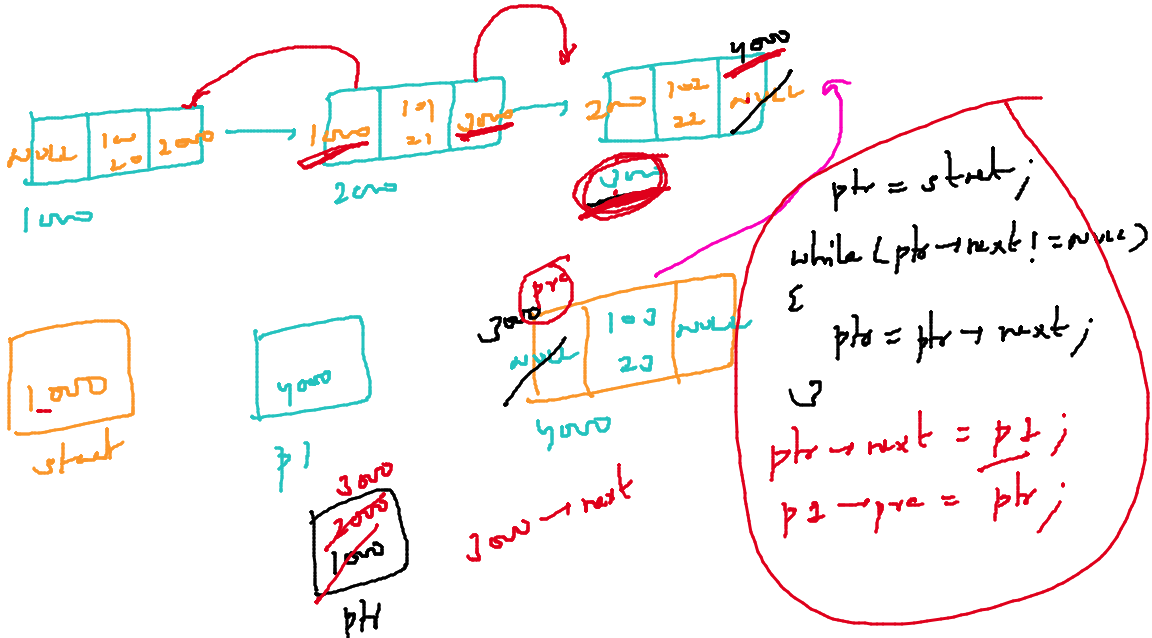 4000
NULL 100 2000
20
1000 101 3000
21
2000 102 NULL
22
1000
2000
3000
pre
3000
NULL 103 NULL
23
4000
1000
start
4000
p1
3000
2000
1000
ptr
3000 → next
ptr = start;
while (ptr→next != NULL)
{
ptr = ptr → next;
}
ptr → next = p1;
p1 → pre = ptr;